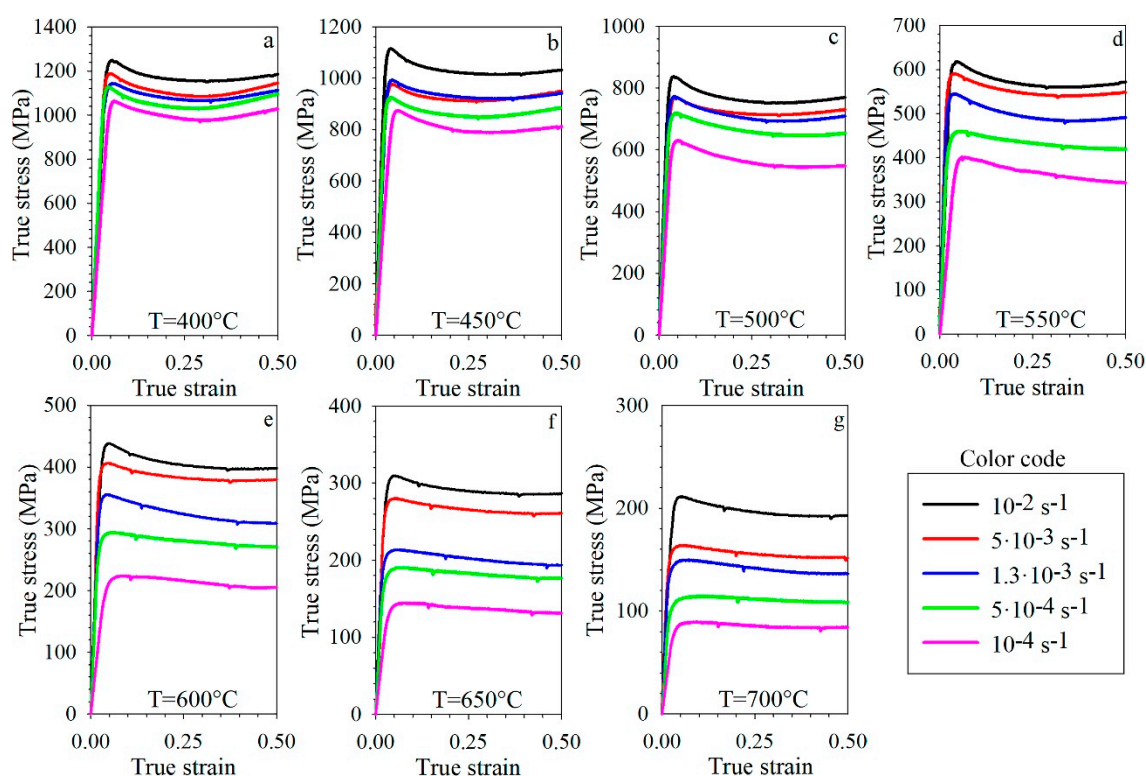 True stress (MPa)
1400
1200
1000
800
600
400
200
0
a
T=400°C
0.00
0.25
0.50
True strain
True stress (MPa)
1200
1000
800
600
400
200
0
b
T=450°C
0.00
0.25
0.50
True strain
True stress (MPa)
1000
800
600
400
200
0
c
T=500°C
0.00
0.25
0.50
True strain
True stress (MPa)
700
600
500
400
300
200
100
0
d
T=550°C
0.00
0.25
0.50
True strain
True stress (MPa)
500
400
300
200
100
0
e
T=600°C
0.00
0.25
0.50
True strain
True stress (MPa)
400
300
200
100
0
f
T=650°C
0.00
0.25
0.50
True strain
True stress (MPa)
300
200
100
0
g
T=700°C
0.00
0.25
0.50
True strain
Color code
10-2 s-1
5·10-3 s-1
1.3·10-3 s-1
5·10-4 s-1
10-4 s-1